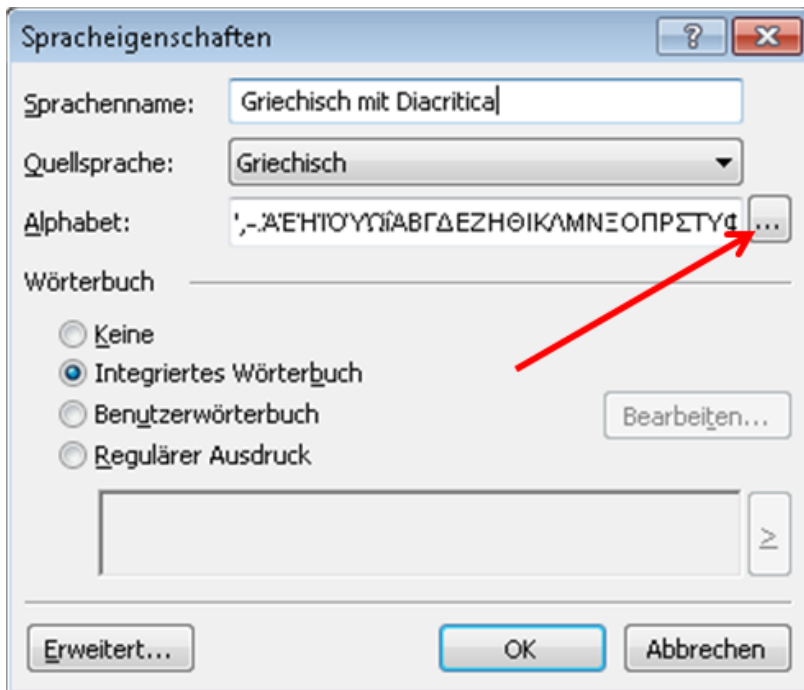 Spracheigenschaften
Sprachenname: Griechisch mit Diacritica
Quellsprache: Griechisch
Alphabet: ',-.ΆΈΉΊΌΎΏΐΑΒΓΔΕΖΗΘΙΚΛΜΝΞΟΠΡΣΤΥ ...
Wörterbuch
Keine
Integriertes Wörterbuch
Benutzerwörterbuch Bearbeiten...
Regulärer Ausdruck
≥
Erweitert... OK Abbrechen